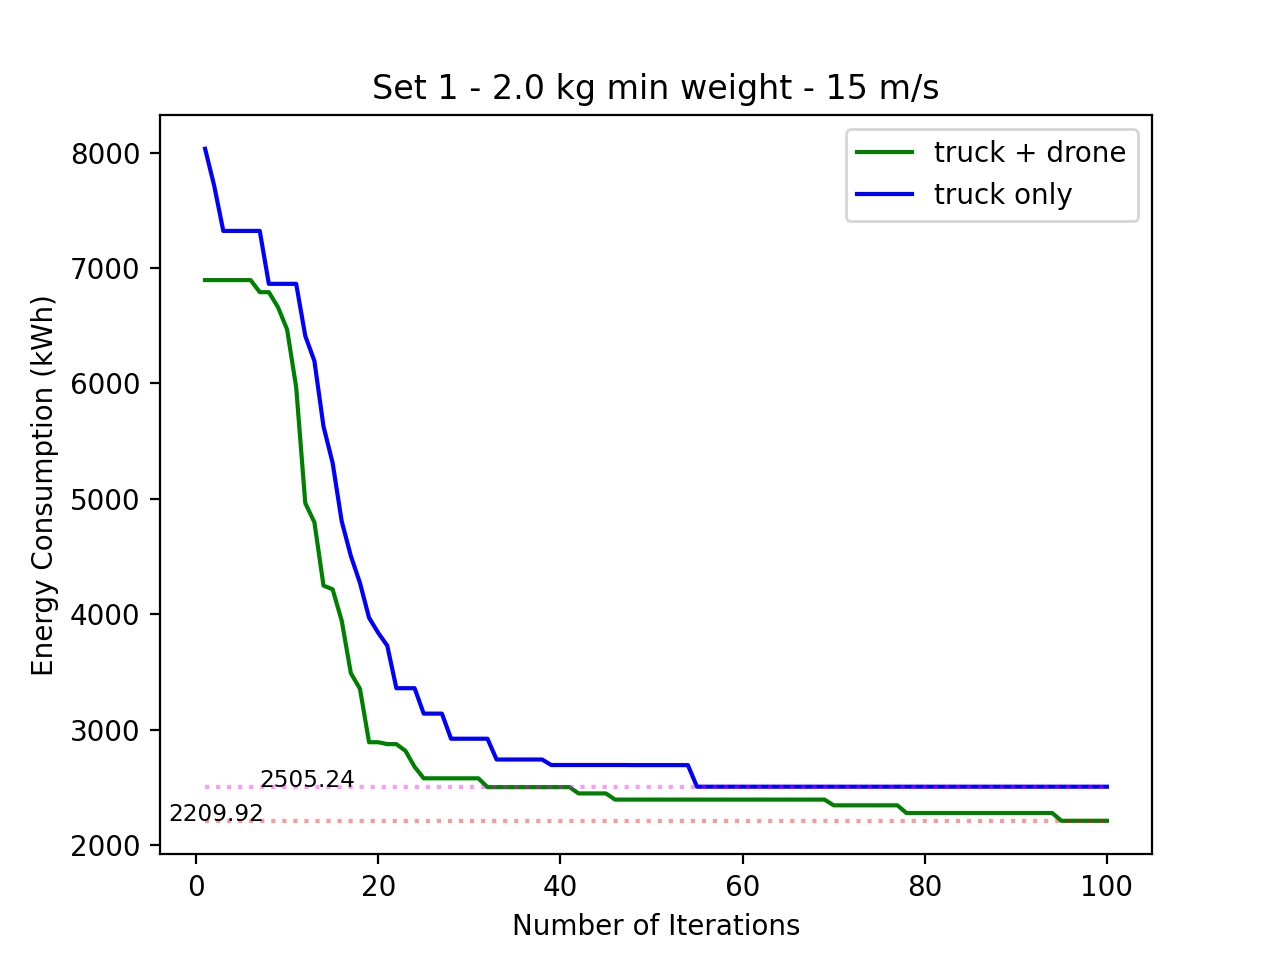 Set 1 - 2.0 kg min weight - 15 m/s
truck + drone
truck only
8000
7000
6000
5000
4000
3000
2000
Energy Consumption (kWh)
2505.24
2209.92
0 20 40 60 80 100
Number of Iterations